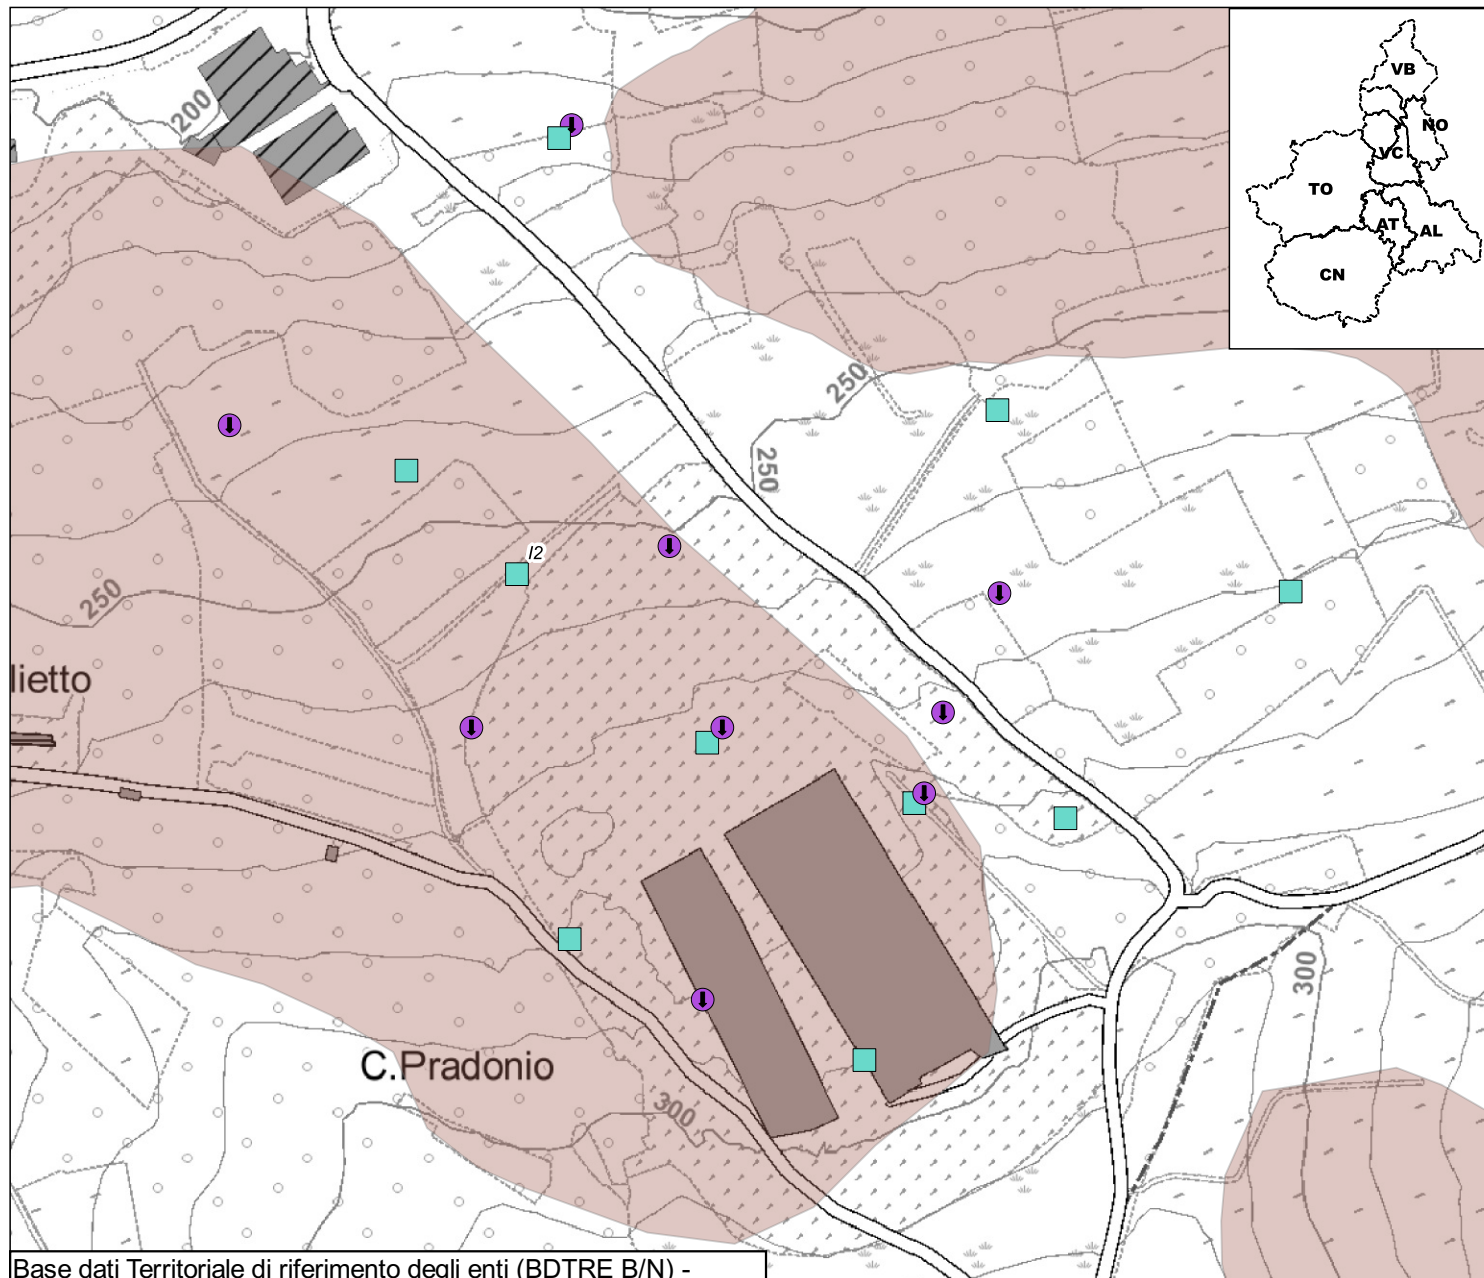 VB
NO
VC
TO
AT
AL
CN
200
250
250
I2
250
lietto
300
C.Pradonio
300
Base dati Territoriale di riferimento degli enti (BDTRE B/N) -